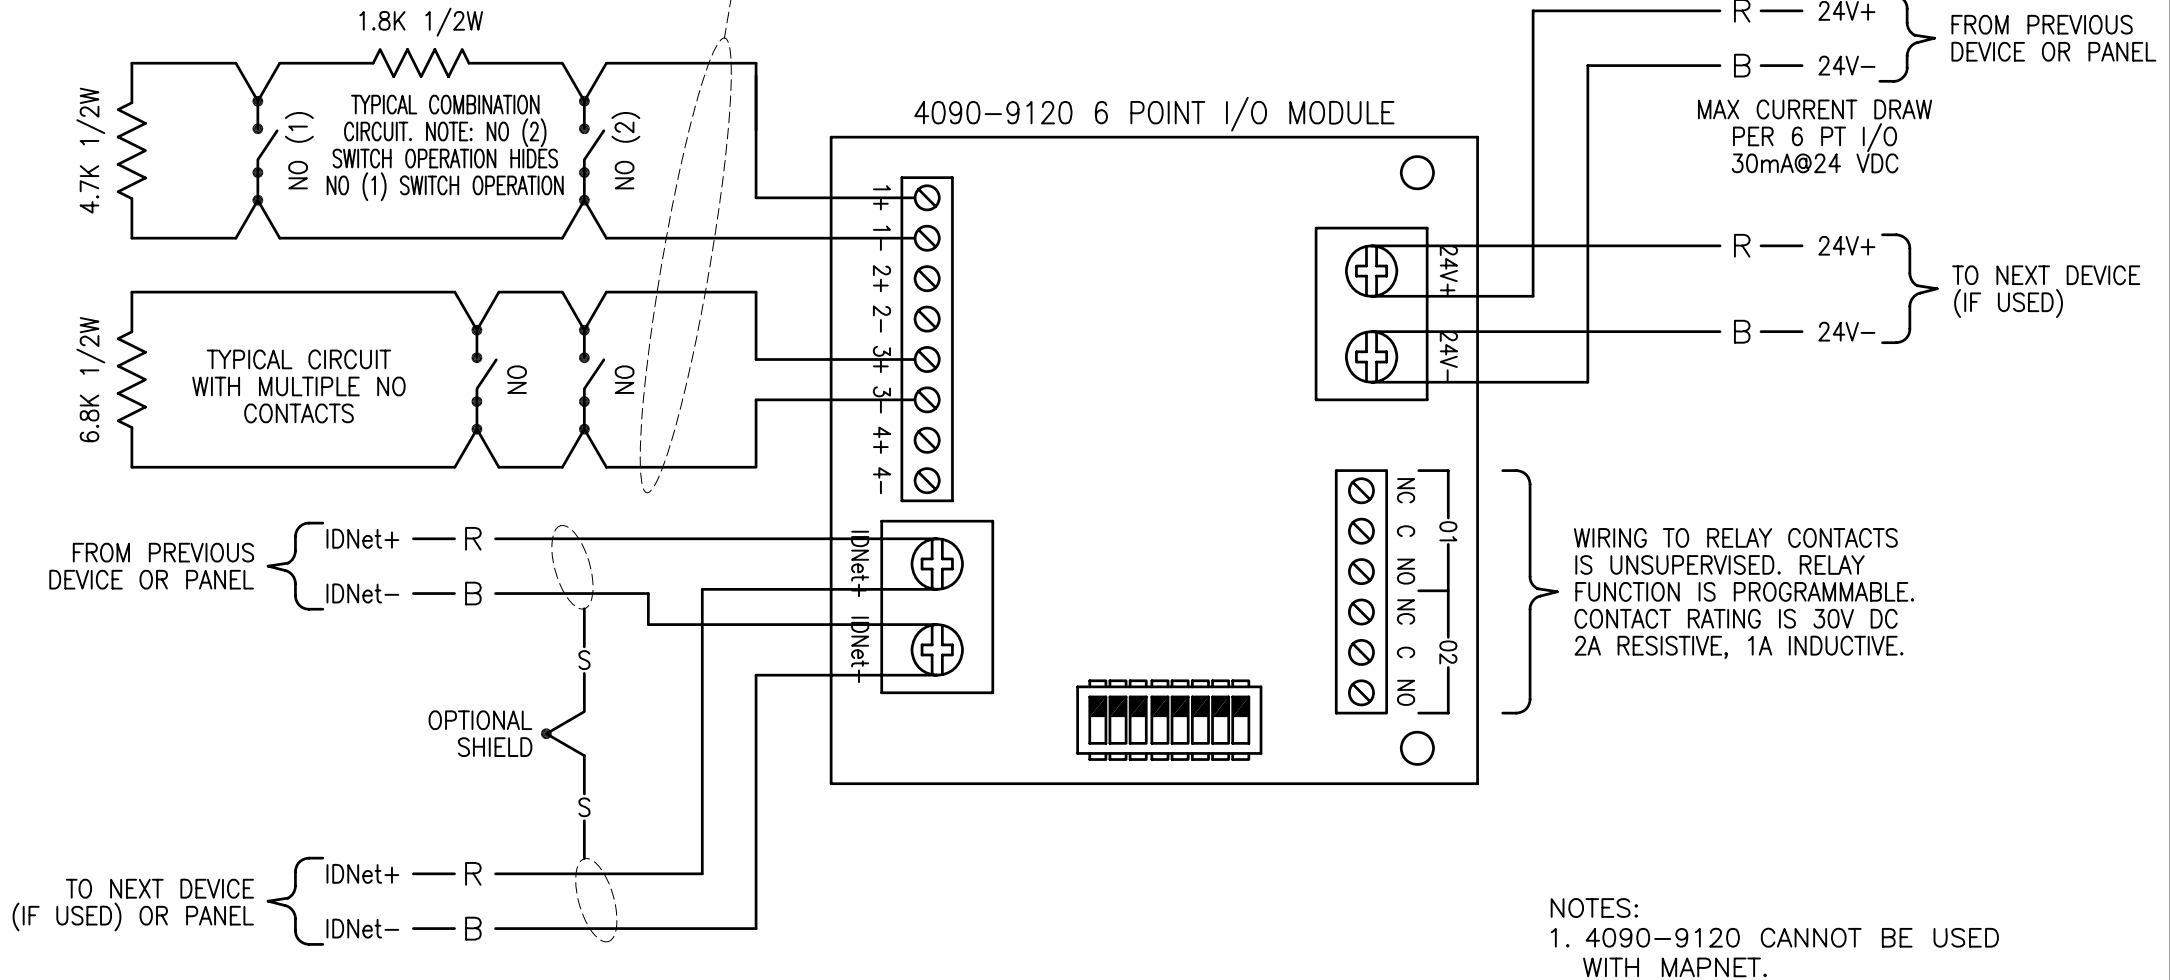 1.8K 1/2W
4.7K 1/2W
NO (1)
TYPICAL COMBINATION
CIRCUIT. NOTE: NO (2)
SWITCH OPERATION HIDES
NO (1) SWITCH OPERATION
NO (2)
6.8K 1/2W
TYPICAL CIRCUIT
WITH MULTIPLE NO
CONTACTS
NO
NO
FROM PREVIOUS
DEVICE OR PANEL
IDNet+ R
IDNet- B
S
OPTIONAL
SHIELD
S
TO NEXT DEVICE
(IF USED) OR PANEL
IDNet+ R
IDNet- B
4090-9120 6 POINT I/O MODULE
1+
1-
2+
2-
3+
3-
4+
4-
IDNet+
IDNet-
24V+
24V-
NC
C
NO
01
NC
C
NO
02
R 24V+
B 24V-
FROM PREVIOUS
DEVICE OR PANEL
MAX CURRENT DRAW
PER 6 PT I/O
30mA@24 VDC
R 24V+
B 24V-
TO NEXT DEVICE
(IF USED)
WIRING TO RELAY CONTACTS
IS UNSUPERVISED. RELAY
FUNCTION IS PROGRAMMABLE.
CONTACT RATING IS 30V DC
2A RESISTIVE, 1A INDUCTIVE.
NOTES:
1. 4090-9120 CANNOT BE USED
WITH MAPNET.